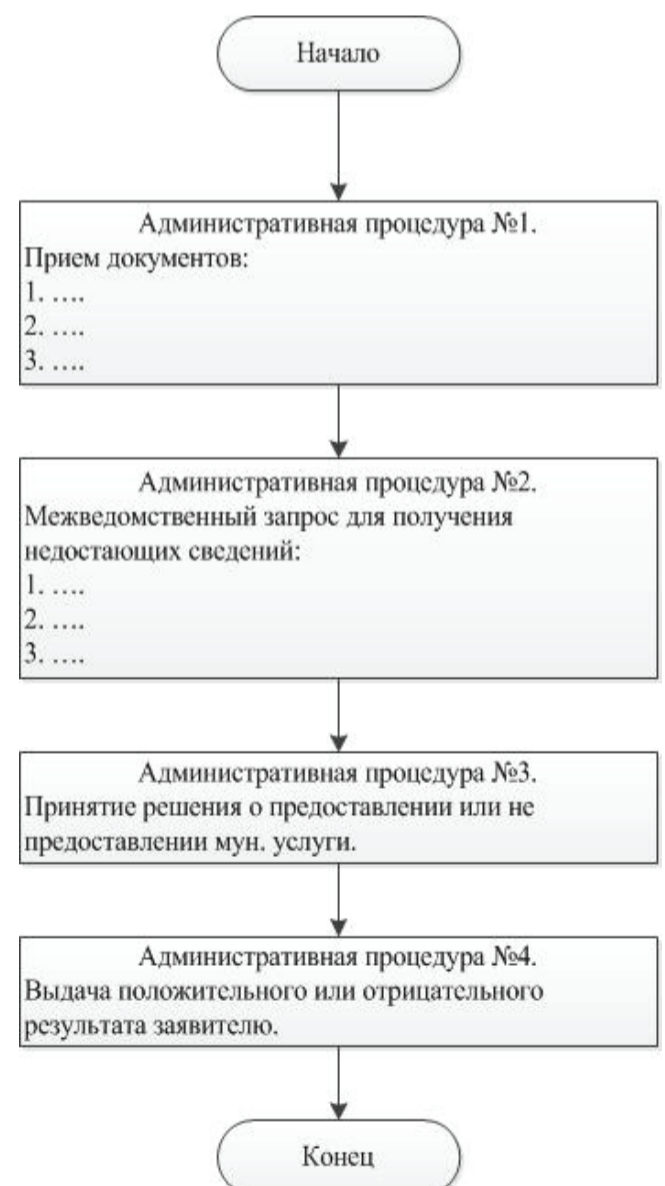 Начало
Административная процедура №1.
Прием документов:
1. ....
2. ....
3. ....
Административная процедура №2.
Межведомственный запрос для получения
недостающих сведений:
1. ....
2. ....
3. ....
Административная процедура №3.
Принятие решения о предоставлении или не
предоставлении мун. услуги.
Административная процедура №4.
Выдача положительного или отрицательного
результата заявителю.
Конец